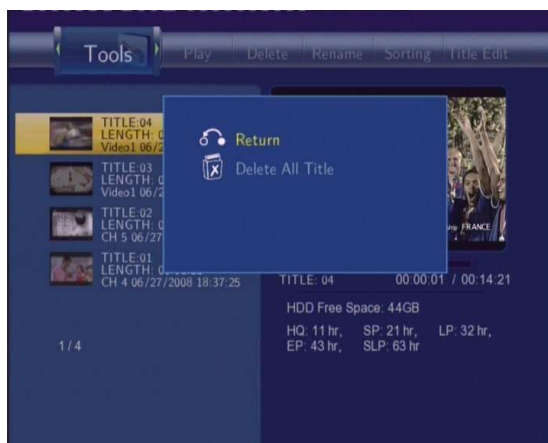 Tools Play Delete Rename Sorting Title Edit
TITLE:04
LENGTH: 0
Video1 06/2
TITLE:03
LENGTH: 0
Video1 06/2
TITLE:02
LENGTH: 0
CH 5 06/27
TITLE:01
LENGTH:
CH 4 06/27/2008 18:37:25
1 / 4
Return
Delete All Title
FRANCE
TITLE: 04 00:00:01 / 00:14:21
HDD Free Space: 44GB
HQ: 11 hr, SP: 21 hr, LP: 32 hr,
EP: 43 hr, SLP: 63 hr